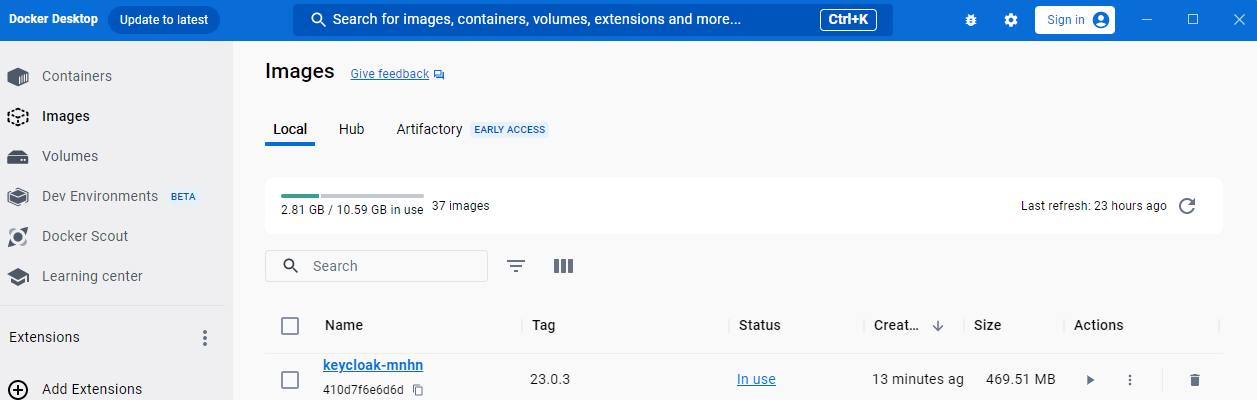 Docker Desktop Update to latest Search for images, containers, volumes, extensions and more... Ctrl+K Sign in
Containers
Images
Volumes
Dev Environments BETA
Docker Scout
Learning center
Extensions
Add Extensions
Images Give feedback
Local Hub Artifactory EARLY ACCESS
2.81 GB / 10.59 GB in use 37 images Last refresh: 23 hours ago
Search
Name Tag Status Creat... Size Actions
keycloak-mnhn
410d7f6e6d6d
23.0.3 In use 13 minutes ag 469.51 MB